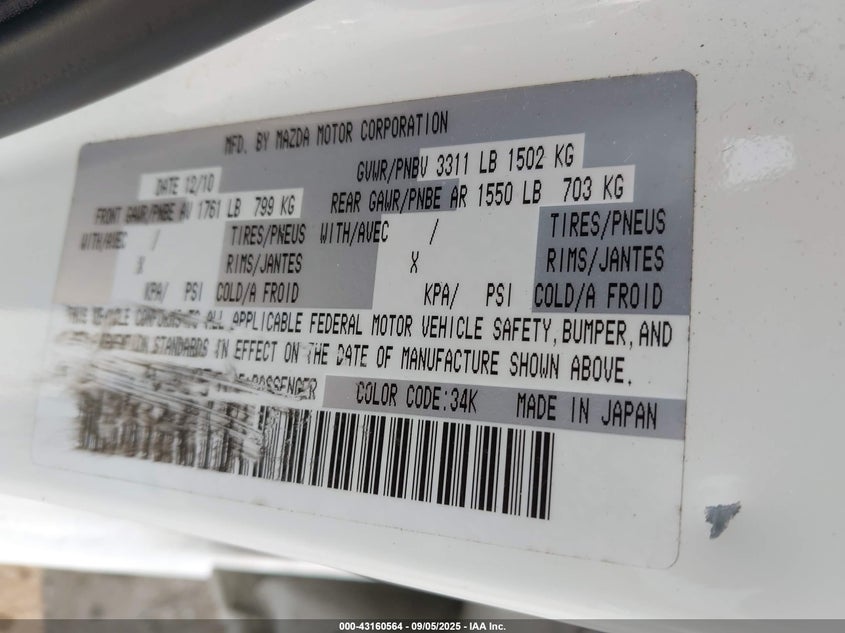 MFD. BY MAZDA MOTOR CORPORATION
DATE 12/10
GVWR/PNBV 3311 LB 1502 KG
FRONT GAWR/PNBE AV 1761 LB 799 KG
REAR GAWR/PNBE AR 1550 LB 703 KG
WITH/AVEC / TIRES/PNEUS WITH/AVEC / TIRES/PNEUS
X RIMS/JANTES X RIMS/JANTES
KPA/ PSI COLD/A FROID KPA/ PSI COLD/A FROID
THIS VEHICLE CONFORMS TO ALL APPLICABLE FEDERAL MOTOR VEHICLE SAFETY, BUMPER, AND
STANDARDS IN EFFECT ON THE DATE OF MANUFACTURE SHOWN ABOVE.
PASSENGER COLOR CODE:34K MADE IN JAPAN
000-43160564 - 09/05/2025 - IAA Inc.